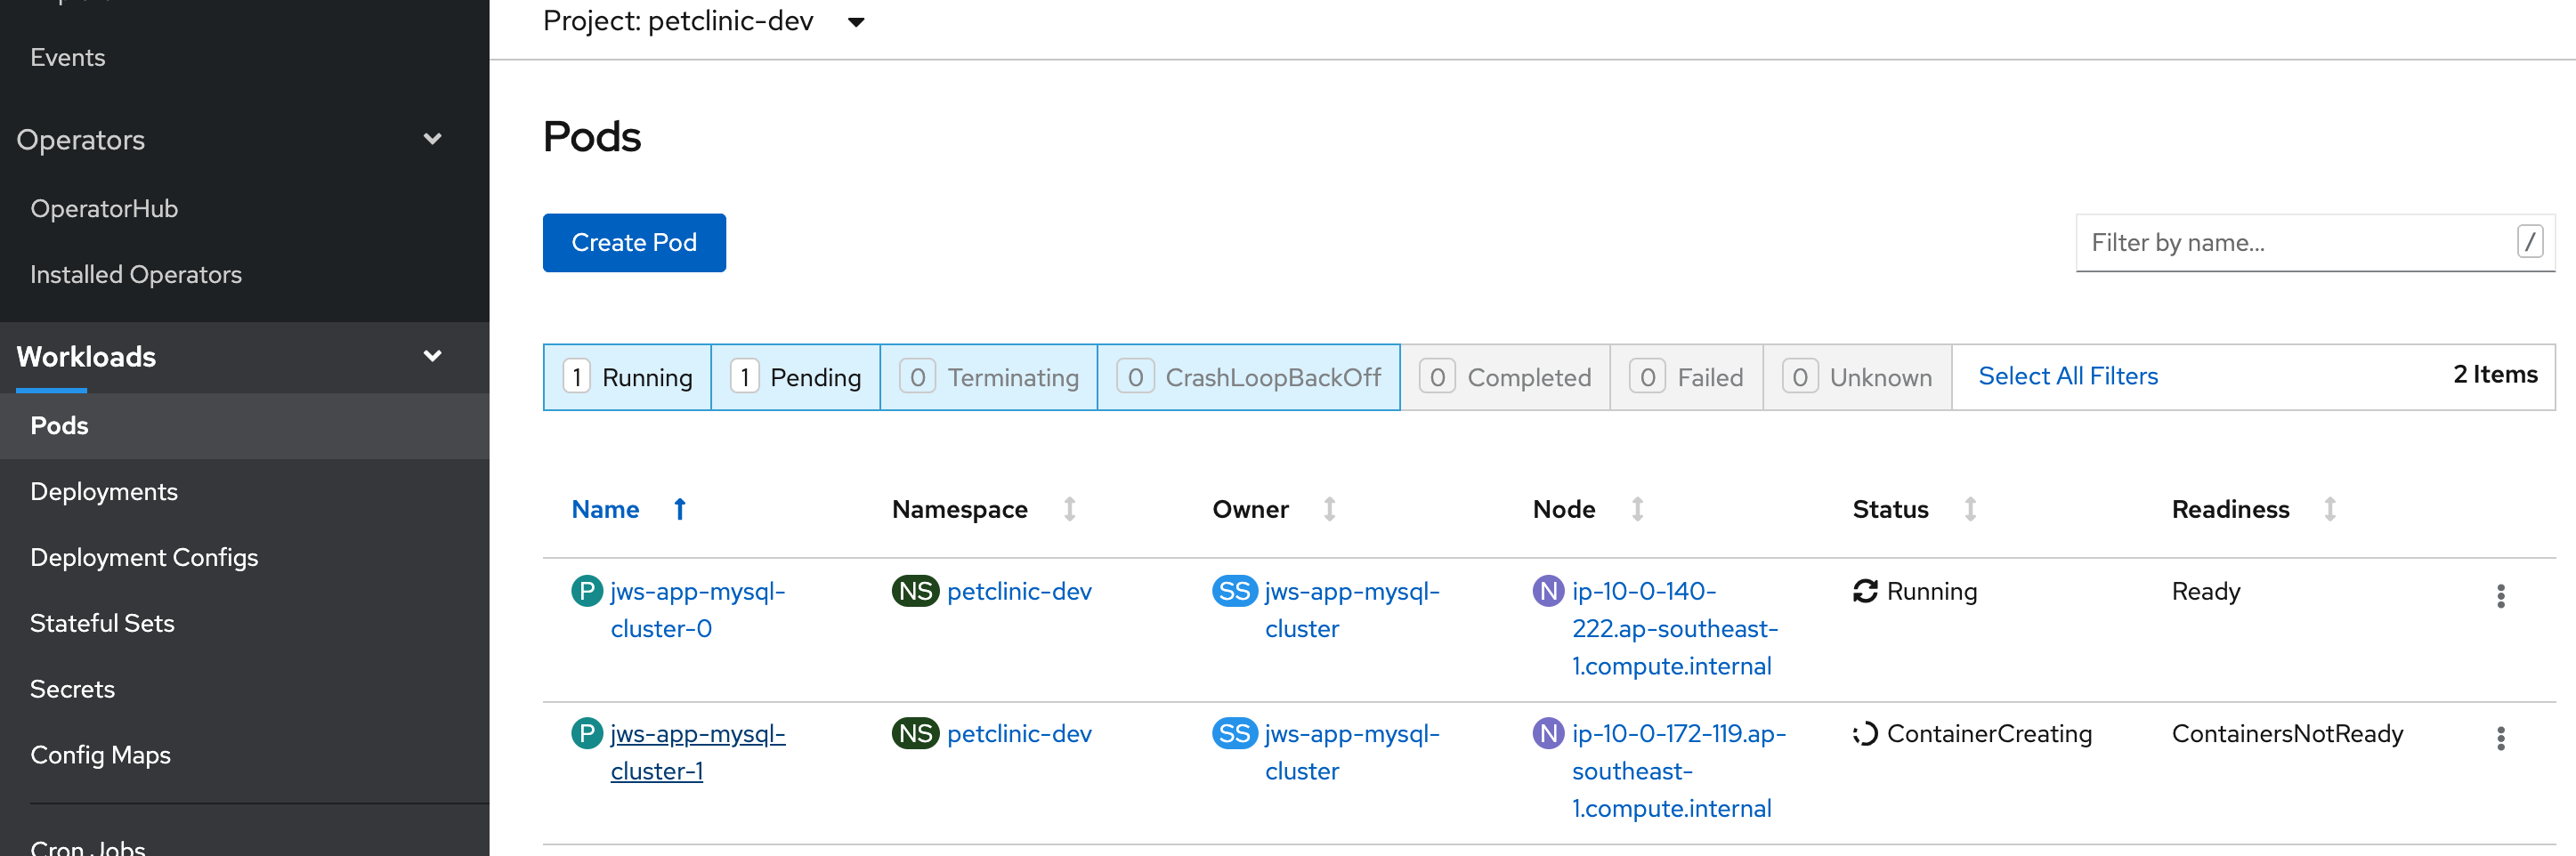 Events
Operators
OperatorHub
Installed Operators
Workloads
Pods
Deployments
Deployment Configs
Stateful Sets
Secrets
Config Maps
Cron Jobs
Project: petclinic-dev
Pods
Create Pod
Filter by name...
/
1 Running 1 Pending 0 Terminating 0 CrashLoopBackOff 0 Completed 0 Failed 0 Unknown Select All Filters 2 Items
Name Namespace Owner Node Status Readiness
P jws-app-mysql- NS petclinic-dev SS jws-app-mysql- N ip-10-0-140- Running Ready
cluster-0 cluster 222.ap-southeast-
1.compute.internal
P jws-app-mysql- NS petclinic-dev SS jws-app-mysql- N ip-10-0-172-119.ap- ContainerCreating ContainersNotReady
cluster-1 cluster southeast-
1.compute.internal